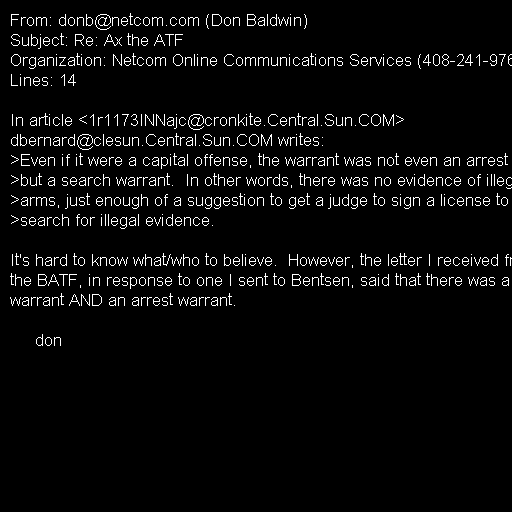 From: donb@netcom.com (Don Baldwin)
Subject: Re: Ax the ATF
Organization: Netcom Online Communications Services (408-241-976
Lines: 14
In article <1r1173INNajc@cronkite.Central.Sun.COM>
dbernard@clesun.Central.Sun.COM writes:
>Even if it were a capital offense, the warrant was not even an arrest
>but a search warrant.  In other words, there was no evidence of illeg
>arms, just enough of a suggestion to get a judge to sign a license to
>search for illegal evidence.
It's hard to know what/who to believe.  However, the letter I received fr
the BATF, in response to one I sent to Bentsen, said that there was a
warrant AND an arrest warrant.
don